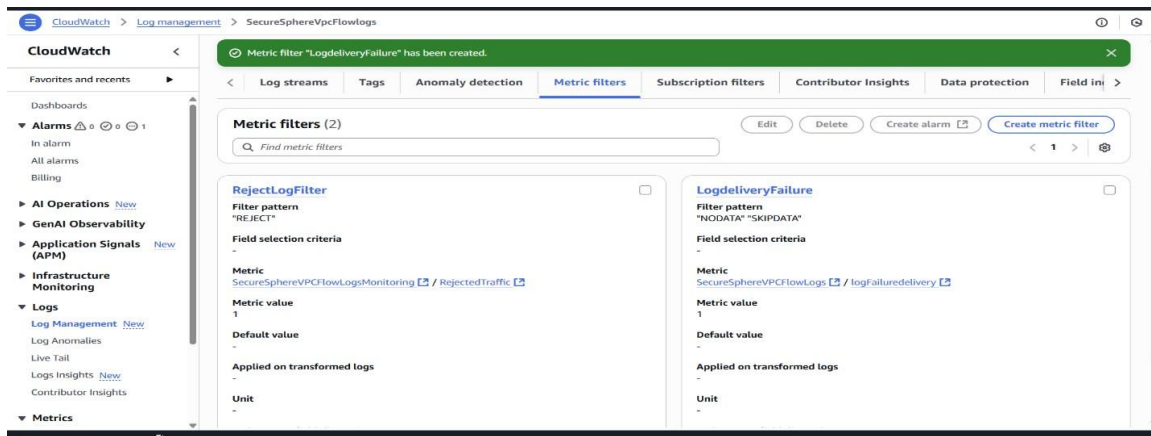 CloudWatch > Log management > SecureSphereVpcFlowlogs
CloudWatch
Favorites and recents
Dashboards
Alarms 0 0 1
In alarm
All alarms
Billing
AI Operations New
GenAI Observability
Application Signals New
(APM)
Infrastructure
Monitoring
Logs
Log Management New
Log Anomalies
Live Tail
Logs Insights New
Contributor Insights
Metrics
Metric filter "LogdeliveryFailure" has been created.
Log streams Tags Anomaly detection Metric filters Subscription filters Contributor Insights Data protection Field in
Metric filters (2)
Edit Delete Create alarm Create metric filter
Find metric filters
1
RejectLogFilter
Filter pattern
"REJECT"
Field selection criteria
-
Metric
SecureSphereVPCFlowLogsMonitoring / RejectedTraffic
Metric value
1
Default value
-
Applied on transformed logs
-
Unit
-
LogdeliveryFailure
Filter pattern
"NODATA" "SKIPDATA"
Field selection criteria
-
Metric
SecureSphereVPCFlowLogs / logFailuredelivery
Metric value
1
Default value
-
Applied on transformed logs
-
Unit
-